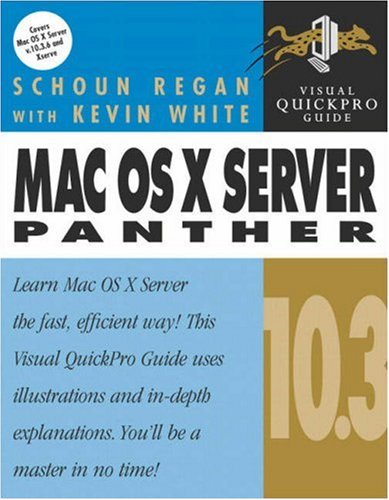 Covers
Mac OS X Server
v.10.3.6 and
Xserve
SCHOUN REGAN
WITH KEVIN WHITE
VISUAL
QUICKPRO
GUIDE
MAC OS X SERVER
PANTHER
Learn Mac OS X Server
the fast, efficient way! This
Visual QuickPro Guide uses
illustrations and in-depth
explanations. You'll be a
master in no time!
10.3